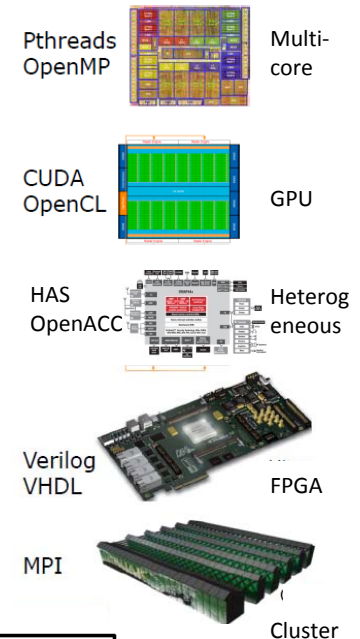 Pthreads
OpenMP
Multi-
core
CUDA
OpenCL
GPU
HAS
OpenACC
Heterog
eneous
Verilog
VHDL
FPGA
MPI
Cluster